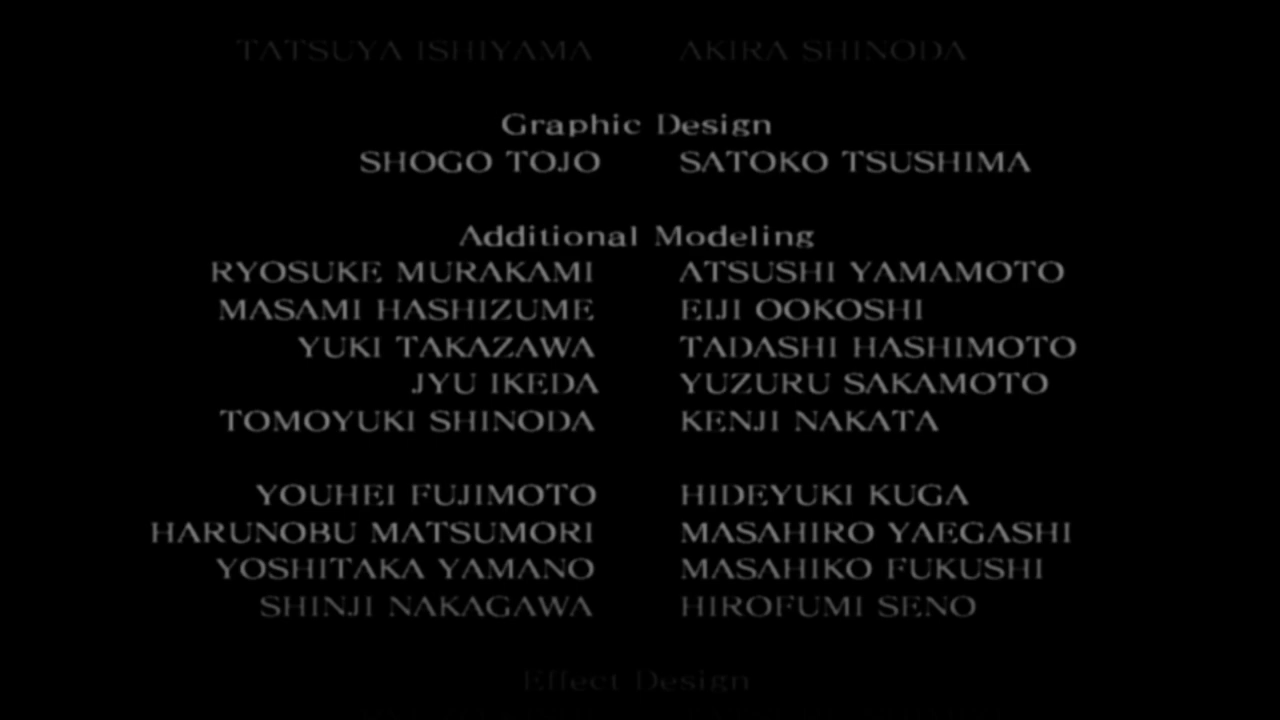 TATSUYA ISHIYAMA AKIRA SHINODA
Graphic Design
SHOGO TOJO SATOKO TSUSHIMA
Additional Modeling
RYOSUKE MURAKAMI ATSUSHI YAMAMOTO
MASAMI HASHIZUME EIJI OOKOSHI
YUKI TAKAZAWA TADASHI HASHIMOTO
JYU IKEDA YUZURU SAKAMOTO
TOMOYUKI SHINODA KENJI NAKATA
YOUHEI FUJIMOTO HIDEYUKI KUGA
HARUNOBU MATSUMORI MASAHIRO YAEGASHI
YOSHITAKA YAMANO MASAHIKO FUKUSHI
SHINJI NAKAGAWA HIROFUMI SENO
Effect Design